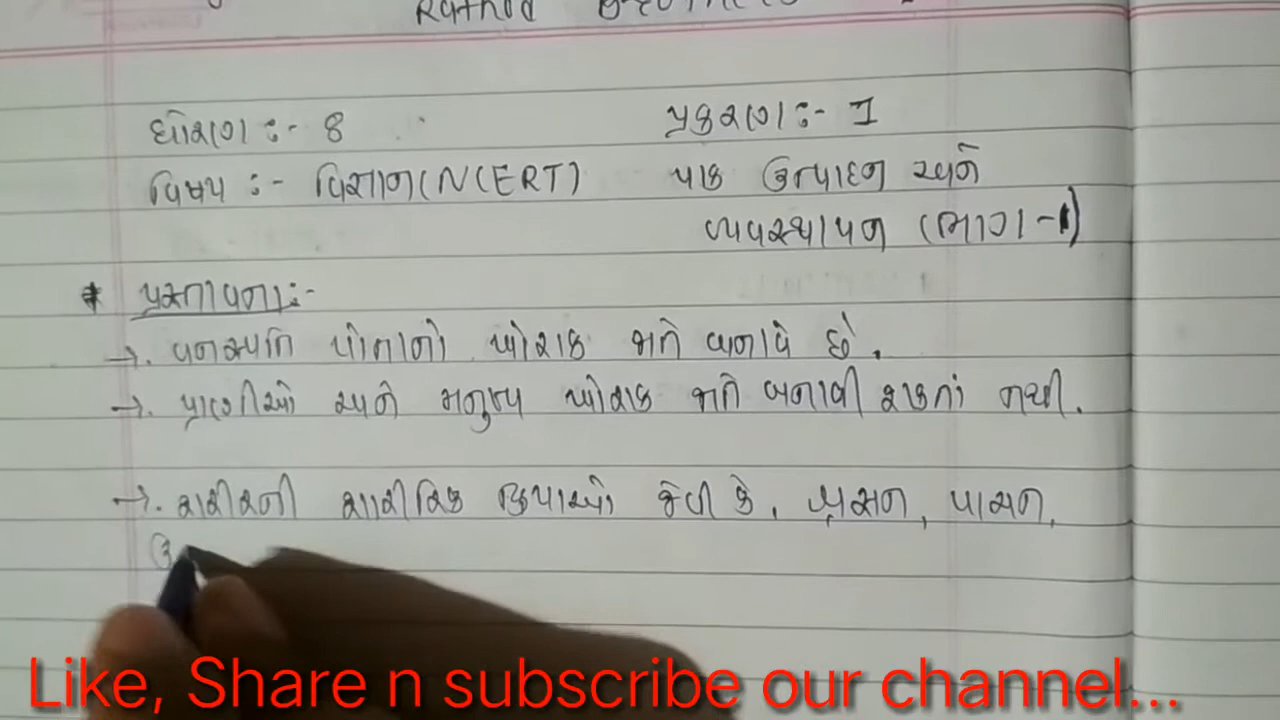 Rathod
ધોરણ :- 8
પ્રકરણ :- I
વિષય :- વિજ્ઞાન (NCERT)
પાક ઉત્પાદન અને
વ્યવસ્થાપન (ભાગ -1)
* પ્રસ્તાવના :-
→. વનસ્પતિ પોતાનો ખોરાક જાતે બનાવે છે.
→. પ્રાણીઓ અને મનુષ્ય ખોરાક જાતે બનાવી શકતાં નથી.
→. શરીરની શારીરિક ક્રિયાઓ જેવી કે, શ્વસન, પાચન,
ઉ
Like, Share n subscribe our channel...